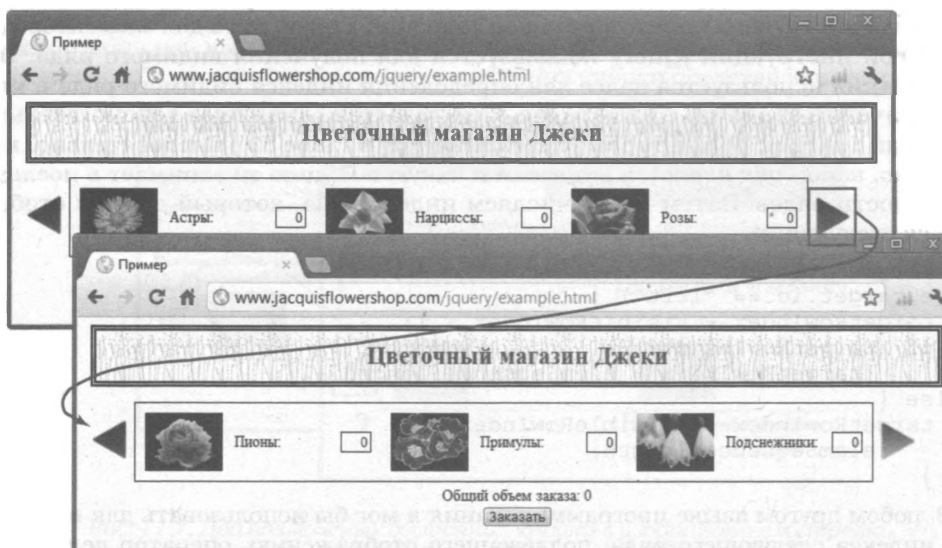 Пример
www.jacquisflowershop.com/jquery/example.html
Цветочный магазин Джеки
Астры: 0 Нарциссы: 0 Розы: 0
Пример
www.jacquisflowershop.com/jquery/example.html
Цветочный магазин Джеки
Пионы: 0 Примулы: 0 Подснежники: 0
Общий объем заказа: 0
Заказать